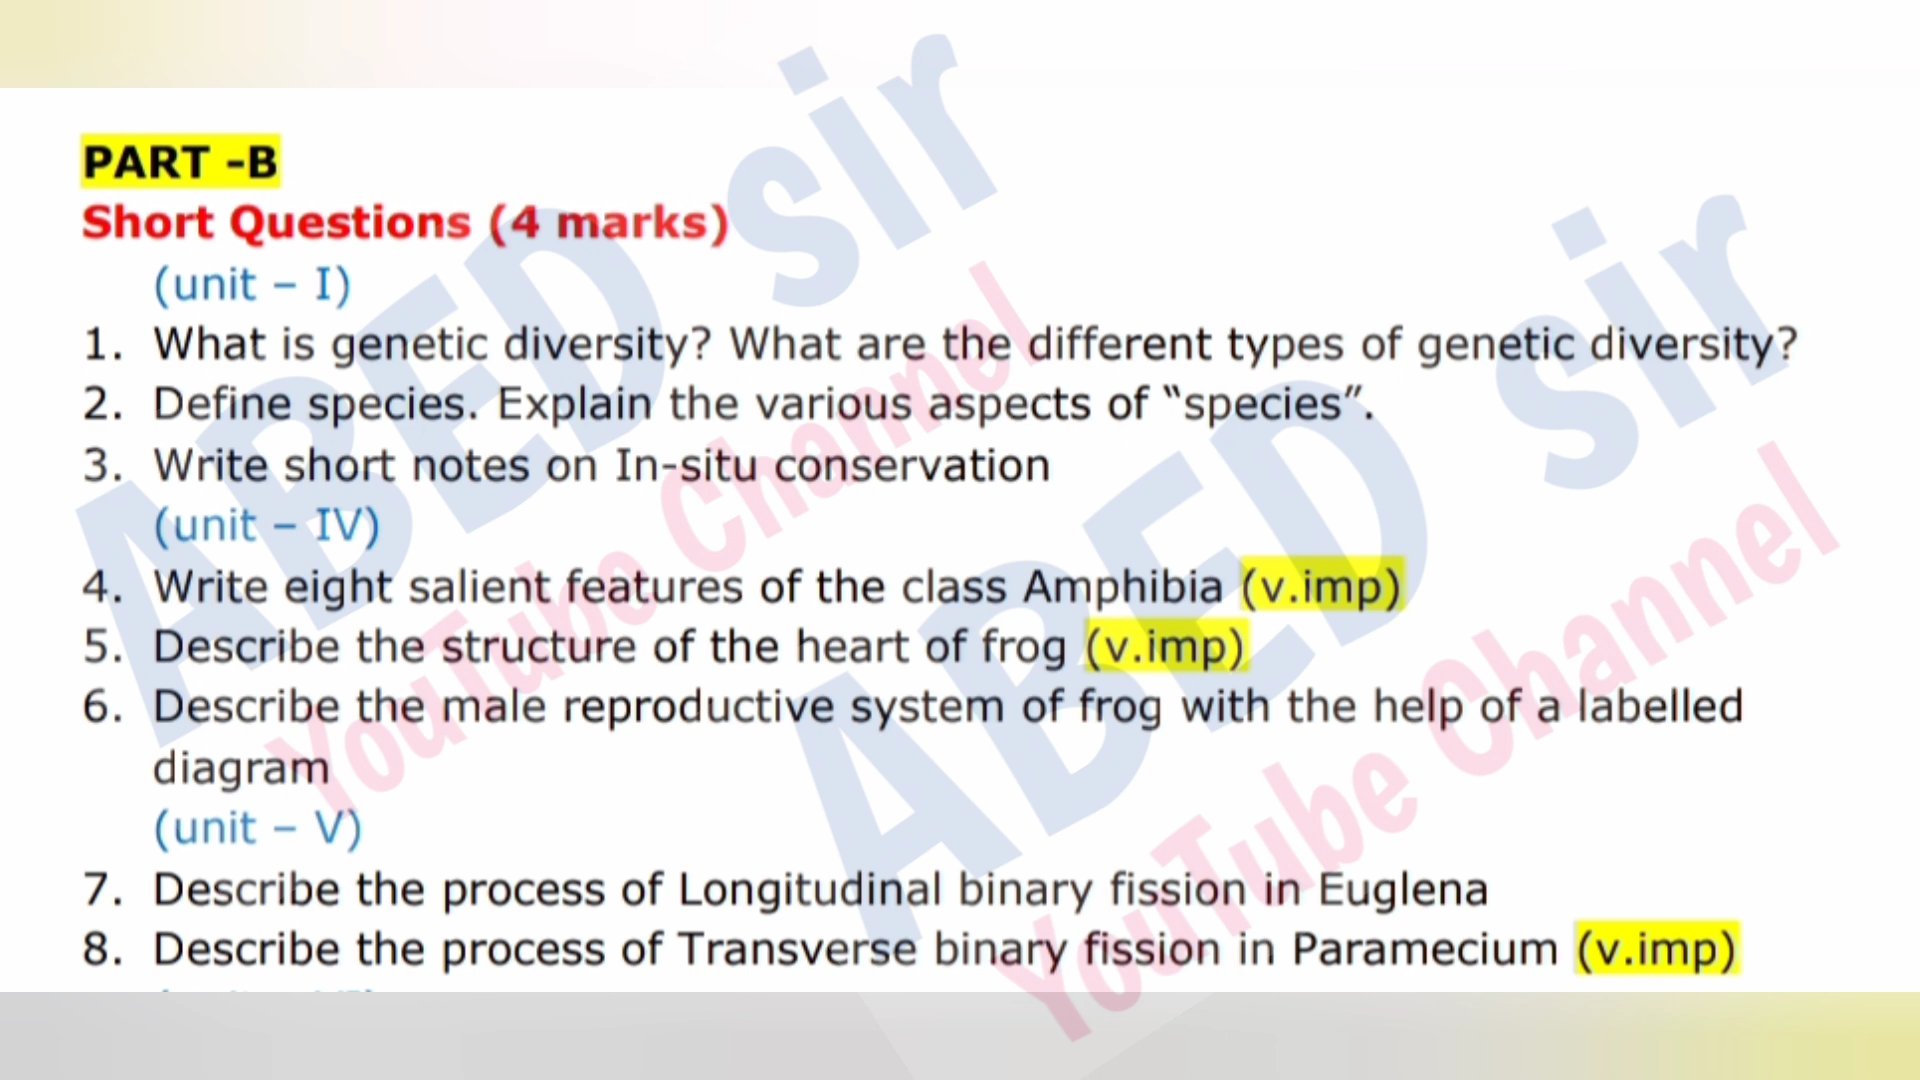 PART -B
Short Questions (4 marks)
(unit – I)
1. What is genetic diversity? What are the different types of genetic diversity?
2. Define species. Explain the various aspects of “species”.
3. Write short notes on In-situ conservation
(unit – IV)
4. Write eight salient features of the class Amphibia (v.imp)
5. Describe the structure of the heart of frog (v.imp)
6. Describe the male reproductive system of frog with the help of a labelled
diagram
(unit – V)
7. Describe the process of Longitudinal binary fission in Euglena
8. Describe the process of Transverse binary fission in Paramecium (v.imp)
ABED sir
YouTube Channel
ABED sir
YouTube Channel